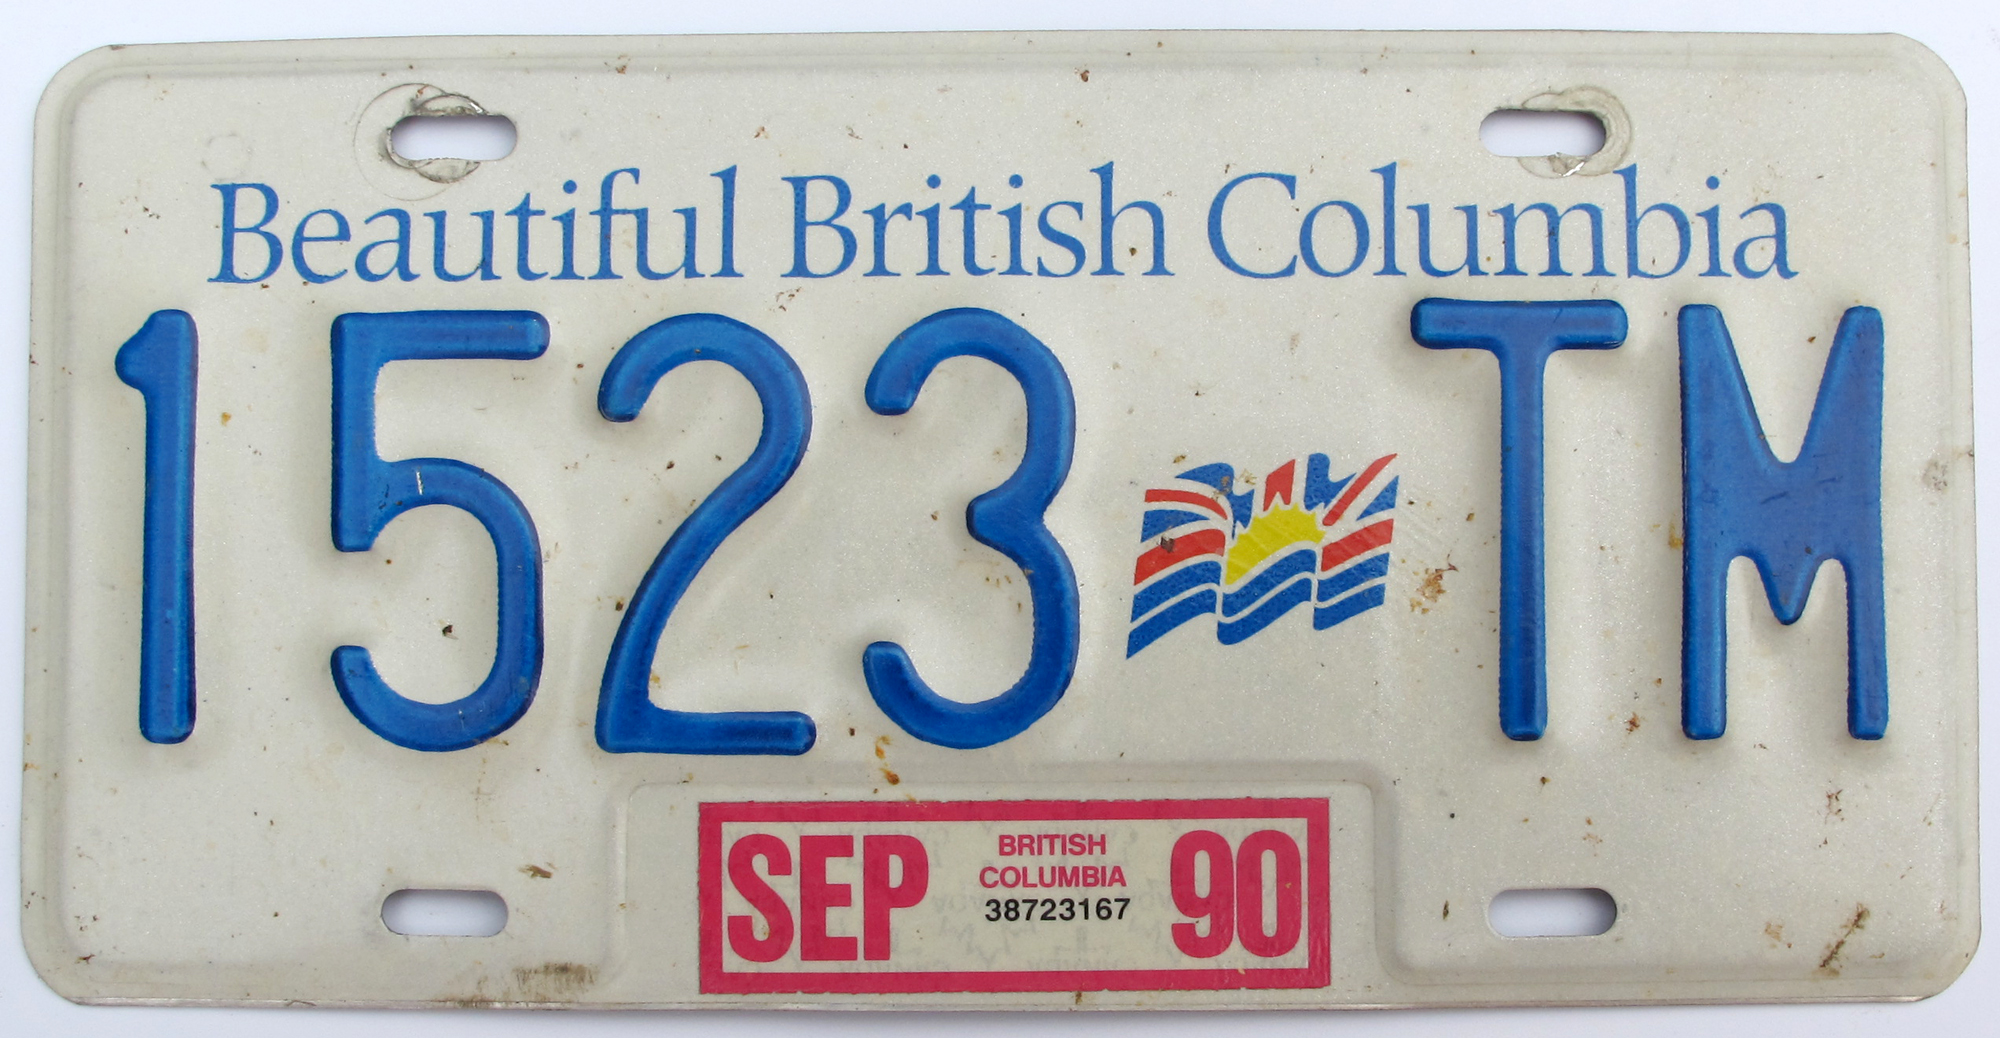 Beautiful British Columbia
1523 TM
SEP BRITISH COLUMBIA 38723167 90